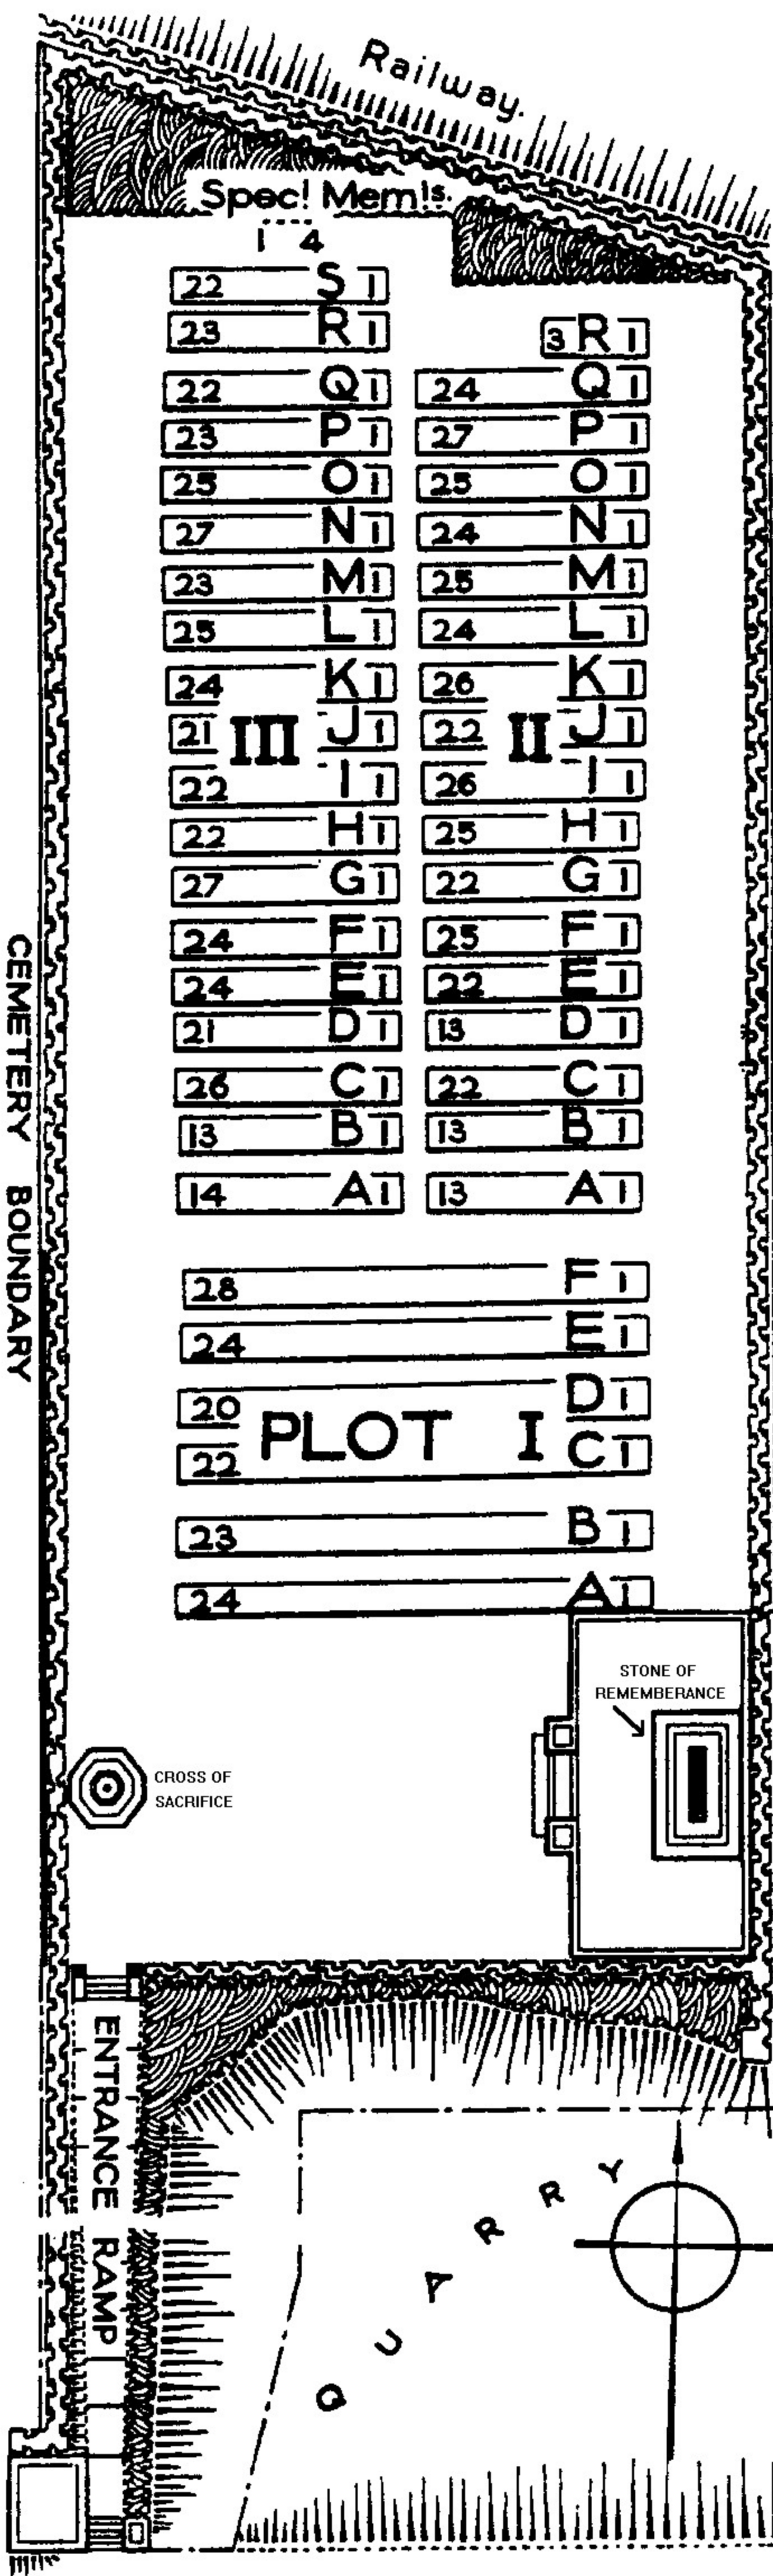 Railway.
Spec! Mem!s.
1 4
22 S 1
23 R 1 3 R 1
22 Q 1 24 Q 1
23 P 1 27 P 1
25 O 1 25 O 1
27 N 1 24 N 1
23 M 1 25 M 1
25 L 1 24 L 1
24 K 1 26 K 1
21 III J 1 22 II J 1
22 I 1 26 I 1
22 H 1 25 H 1
27 G 1 22 G 1
24 F 1 25 F 1
24 E 1 22 E 1
21 D 1 13 D 1
26 C 1 22 C 1
13 B 1 13 B 1
14 A 1 13 A 1
CEMETERY BOUNDARY
28 F 1
24 E 1
20 D 1
PLOT I
22 C 1
23 B 1
24 A 1
STONE OF
REMEMBERANCE
CROSS OF
SACRIFICE
ENTRANCE RAMP
QUARRY